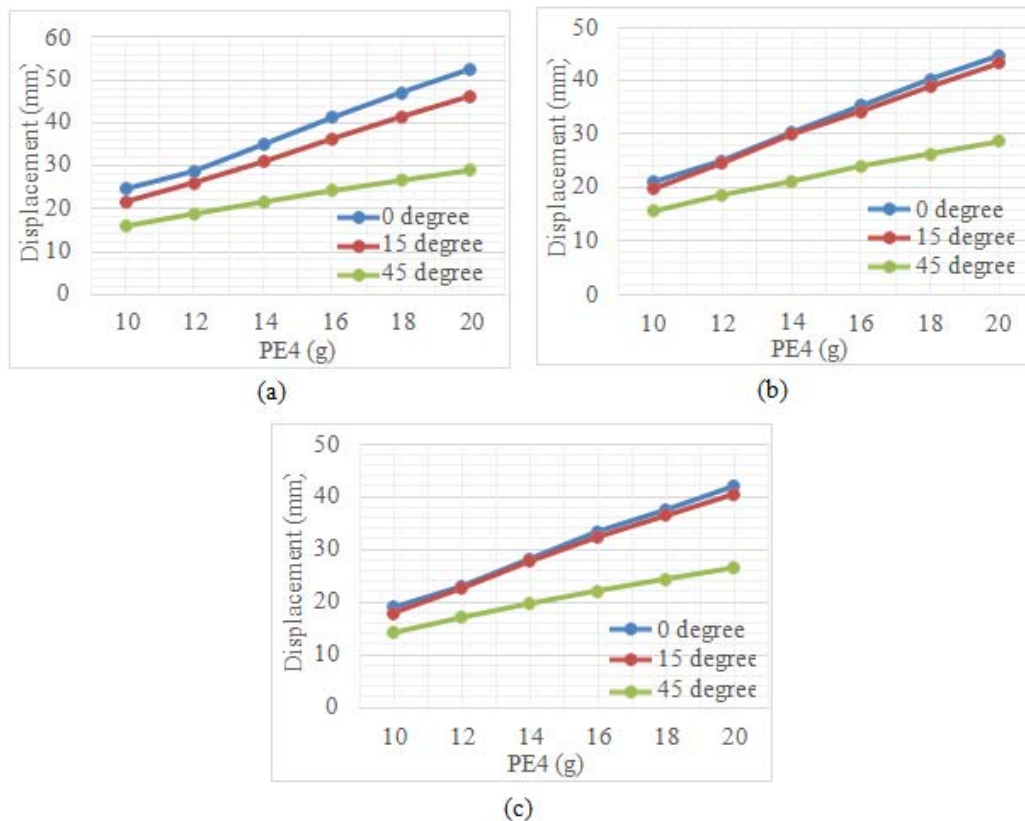 60
50
40
30
20
10
0
Displacement (mm)
0 degree
15 degree
45 degree
10 12 14 16 18 20
PE4 (g)
(a)
50
40
30
20
10
0
Displacement (mm)
0 degree
15 degree
45 degree
10 12 14 16 18 20
PE4 (g)
(b)
50
40
30
20
10
0
Displacement (mm)
0 degree
15 degree
45 degree
10 12 14 16 18 20
PE4 (g)
(c)